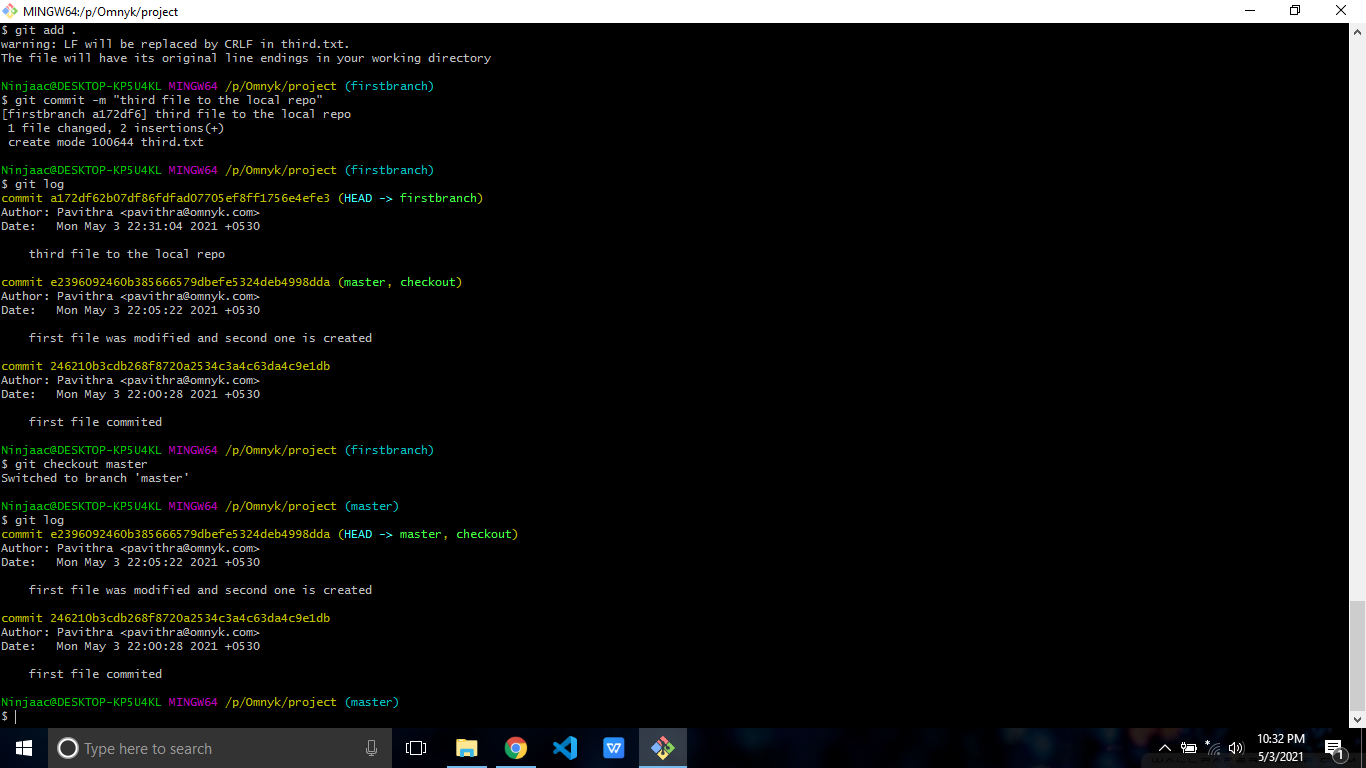 MINGW64:/p/Omnyk/project
$ git add .
warning: LF will be replaced by CRLF in third.txt.
The file will have its original line endings in your working directory
Ninjaac@DESKTOP-KP5U4KL MINGW64 /p/Omnyk/project (firstbranch)
$ git commit -m "third file to the local repo"
[firstbranch a172df6] third file to the local repo
1 file changed, 2 insertions(+)
create mode 100644 third.txt
Ninjaac@DESKTOP-KP5U4KL MINGW64 /p/Omnyk/project (firstbranch)
$ git log
commit a172df62b07df86fdfad07705ef8ff1756e4efe3 (HEAD -> firstbranch)
Author: Pavithra <pavithra@omnyk.com>
Date:   Mon May 3 22:31:04 2021 +0530
third file to the local repo
commit e2396092460b385666579dbefe5324deb4998dda (master, checkout)
Author: Pavithra <pavithra@omnyk.com>
Date:   Mon May 3 22:05:22 2021 +0530
first file was modified and second one is created
commit 246210b3cdb268f8720a2534c3a4c63da4c9e1db
Author: Pavithra <pavithra@omnyk.com>
Date:   Mon May 3 22:00:28 2021 +0530
first file commited
Ninjaac@DESKTOP-KP5U4KL MINGW64 /p/Omnyk/project (firstbranch)
$ git checkout master
Switched to branch 'master'
Ninjaac@DESKTOP-KP5U4KL MINGW64 /p/Omnyk/project (master)
$ git log
commit e2396092460b385666579dbefe5324deb4998dda (HEAD -> master, checkout)
Author: Pavithra <pavithra@omnyk.com>
Date:   Mon May 3 22:05:22 2021 +0530
first file was modified and second one is created
commit 246210b3cdb268f8720a2534c3a4c63da4c9e1db
Author: Pavithra <pavithra@omnyk.com>
Date:   Mon May 3 22:00:28 2021 +0530
first file commited
Ninjaac@DESKTOP-KP5U4KL MINGW64 /p/Omnyk/project (master)
$
Type here to search
10:32 PM
5/3/2021
1